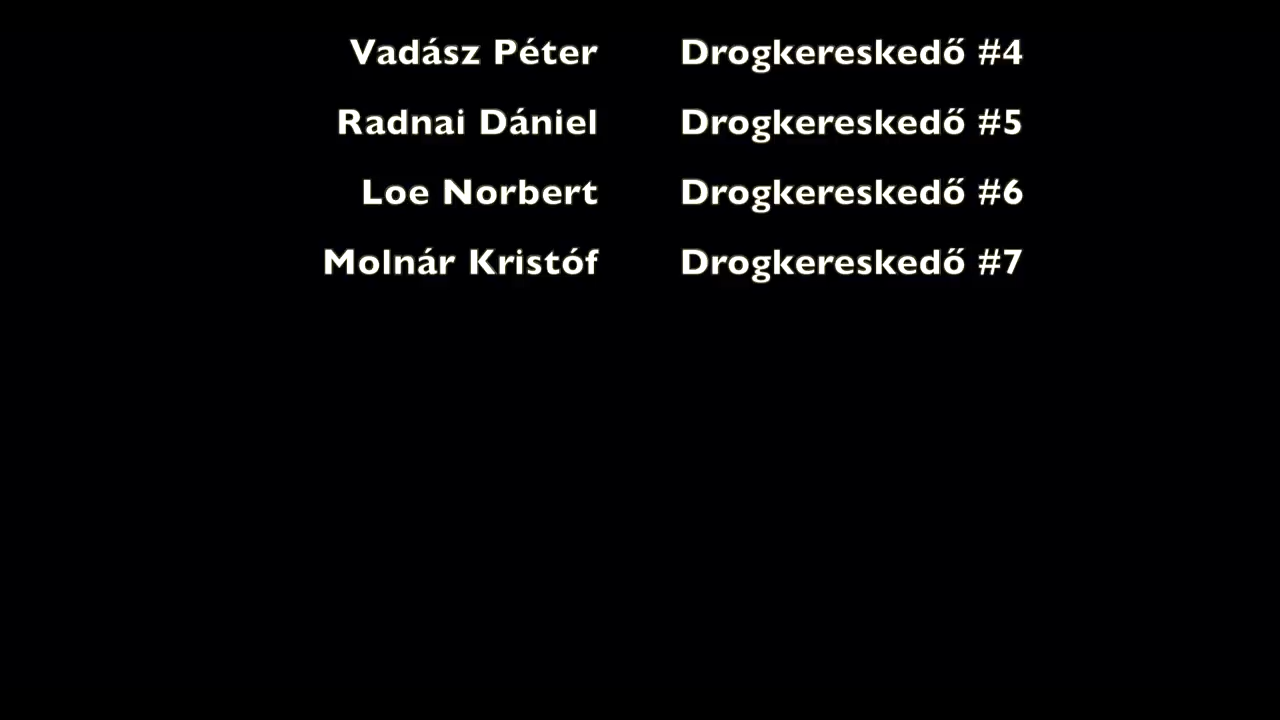 Vadász Péter Drogkereskedő #4
Radnai Dániel Drogkereskedő #5
Loe Norbert Drogkereskedő #6
Molnár Kristóf Drogkereskedő #7